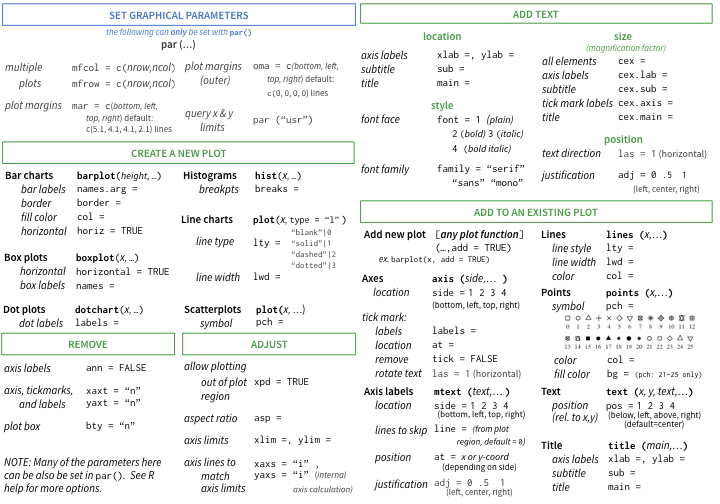 SET GRAPHICAL PARAMETERS
the following can only be set with par()
par (…)
multiple mfcol = c(nrow,ncol)
plots mfrow = c(nrow,ncol)
plot margins mar = c(bottom, left,
top, right) default:
c(5.1, 4.1, 4.1, 2.1) lines
plot margins oma = c(bottom, left,
(outer) top, right) default:
c(0, 0, 0, 0) lines
query x & y par (“usr”)
limits
CREATE A NEW PLOT
Bar charts barplot(height, …)
bar labels names.arg =
border border =
fill color col =
horizontal horiz = TRUE
Box plots boxplot(x, …)
horizontal horizontal = TRUE
box labels names =
Dot plots dotchart(x, …)
dot labels labels =
Histograms hist(x, …)
breakpts breaks =
Line charts plot(x, type = “l”)
“blank”|0
line type lty = “solid”|1
“dashed”|2
“dotted”|3
line width lwd =
Scatterplots plot(x, …)
symbol pch =
REMOVE
axis labels ann = FALSE
axis, tickmarks, xaxt = “n”
and labels yaxt = “n”
plot box bty = “n”
NOTE: Many of the parameters here
can be also be set in par(). See R
help for more options.
ADJUST
allow plotting
out of plot xpd = TRUE
region
aspect ratio asp =
axis limits xlim =, ylim =
axis lines to xaxs = “i” ,
match yaxs = “i” (internal
axis limits axis calculation)
ADD TEXT
location
axis labels xlab =, ylab =
subtitle sub =
title main =
style
font face font = 1 (plain)
2 (bold) 3 (italic)
4 (bold italic)
font family family = “serif”
“sans” “mono”
size
(magnification factor)
all elements cex =
axis labels cex.lab =
subtitle cex.sub =
tick mark labels cex.axis =
title cex.main =
position
text direction las = 1 (horizontal)
justification adj = 0 .5 1
(left, center, right)
ADD TO AN EXISTING PLOT
Add new plot [any plot function]
(…, add = TRUE)
ex. barplot(x, add = TRUE)
Axes axis (side,… )
location side = 1 2 3 4
(bottom, left, top, right)
tick mark:
labels labels =
location at =
remove tick = FALSE
rotate text las = 1 (horizontal)
Axis labels mtext (text,… )
location side = 1 2 3 4
(bottom, left, top, right)
lines to skip line = (from plot
region, default = 0)
position at = x or y-coord
(depending on side)
justification adj = 0 .5 1
(left, center, right)
Lines lines (x,…)
line style lty =
line width lwd =
color col =
Points points (x,…)
symbol pch =
0 1 2 3 4 5 6 7 8 9 10 11 12
13 14 15 16 17 18 19 20 21 22 23 24 25
color col =
fill color bg = (pch: 21-25 only)
Text text (x, y, text,…)
position pos = 1 2 3 4
(rel. to x,y) (below, left, above, right)
(default=center)
Title title (main,…)
axis labels xlab =, ylab =
subtitle sub =
title main =